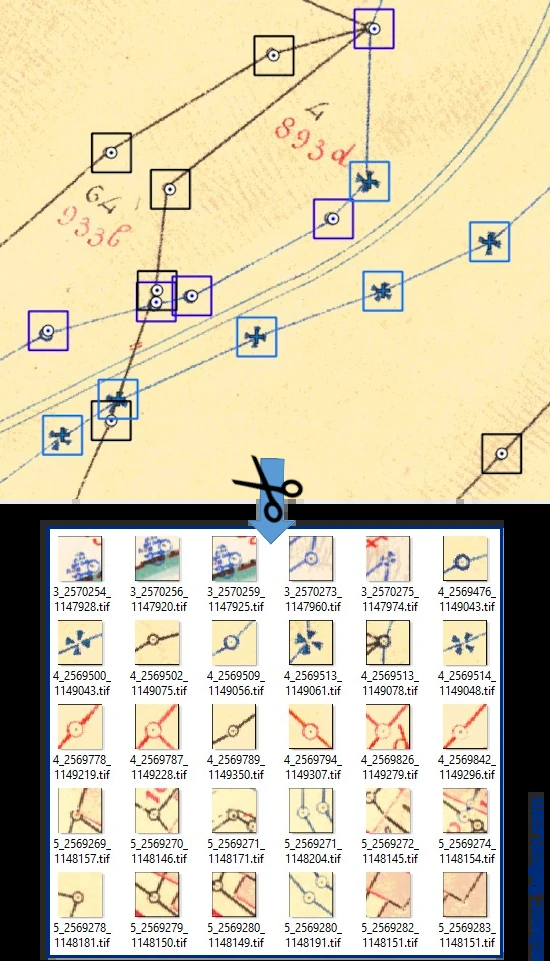 4
893d
64
933b
3_2570254_ 3_2570256_ 3_2570259_ 3_2570273_ 3_2570275_ 4_2569476_
1147928.tif 1147920.tif 1147925.tif 1147960.tif 1147974.tif 1149043.tif
4_2569500_ 4_2569502_ 4_2569509_ 4_2569513_ 4_2569513_ 4_2569514_
1149043.tif 1149075.tif 1149056.tif 1149061.tif 1149078.tif 1149048.tif
4_2569778_ 4_2569787_ 4_2569789_ 4_2569794_ 4_2569826_ 4_2569842_
1149219.tif 1149228.tif 1149350.tif 1149307.tif 1149279.tif 1149296.tif
5_2569269_ 5_2569270_ 5_2569271_ 5_2569271_ 5_2569272_ 5_2569274_
1148157.tif 1148146.tif 1148171.tif 1148204.tif 1148145.tif 1148154.tif
5_2569278_ 5_2569279_ 5_2569280_ 5_2569280_ 5_2569282_ 5_2569283_
1148181.tif 1148150.tif 1148149.tif 1148191.tif 1148151.tif 1148151.tif